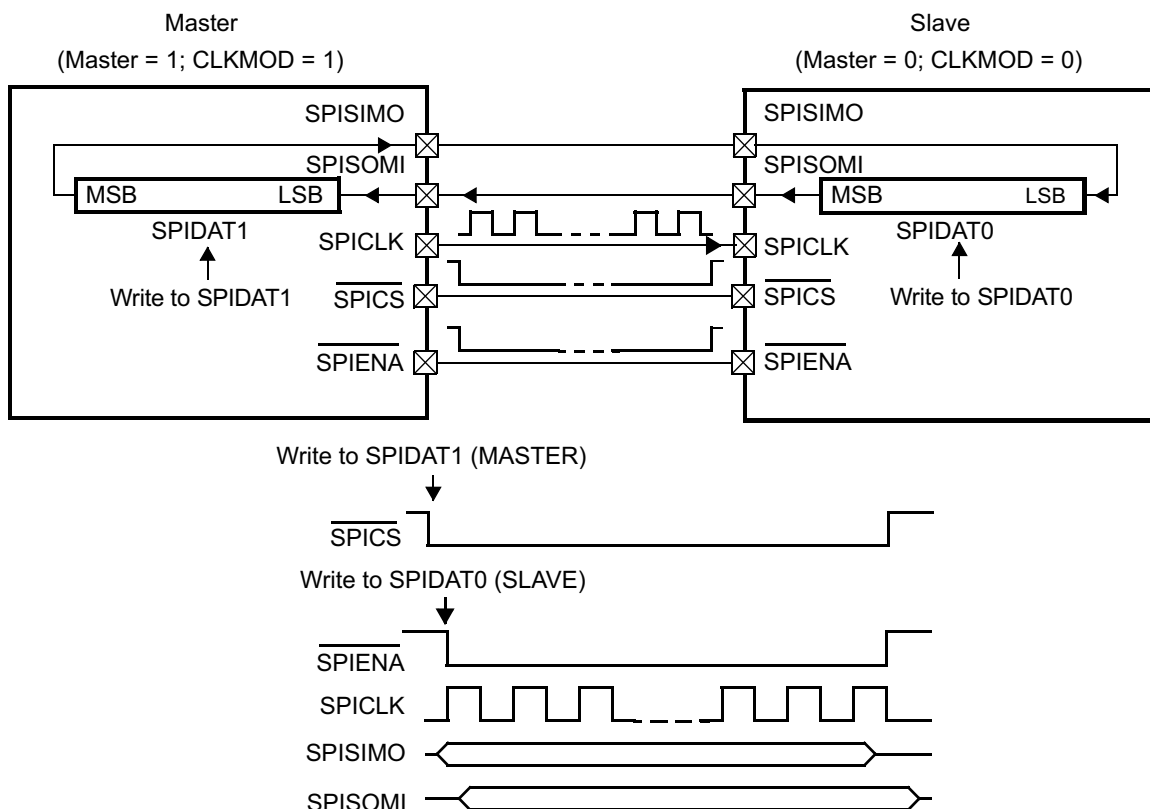 Master
(Master = 1; CLKMOD = 1)
Slave
(Master = 0; CLKMOD = 0)
SPISIMO
SPISOMI
MSB LSB
SPIDAT1
Write to SPIDAT1
SPICLK
SPICS
SPIENA
SPISIMO
SPISOMI
MSB LSB
SPIDAT0
Write to SPIDAT0
SPICLK
SPICS
SPIENA
Write to SPIDAT1 (MASTER)
SPICS
Write to SPIDAT0 (SLAVE)
SPIENA
SPICLK
SPISIMO
SPISOMI